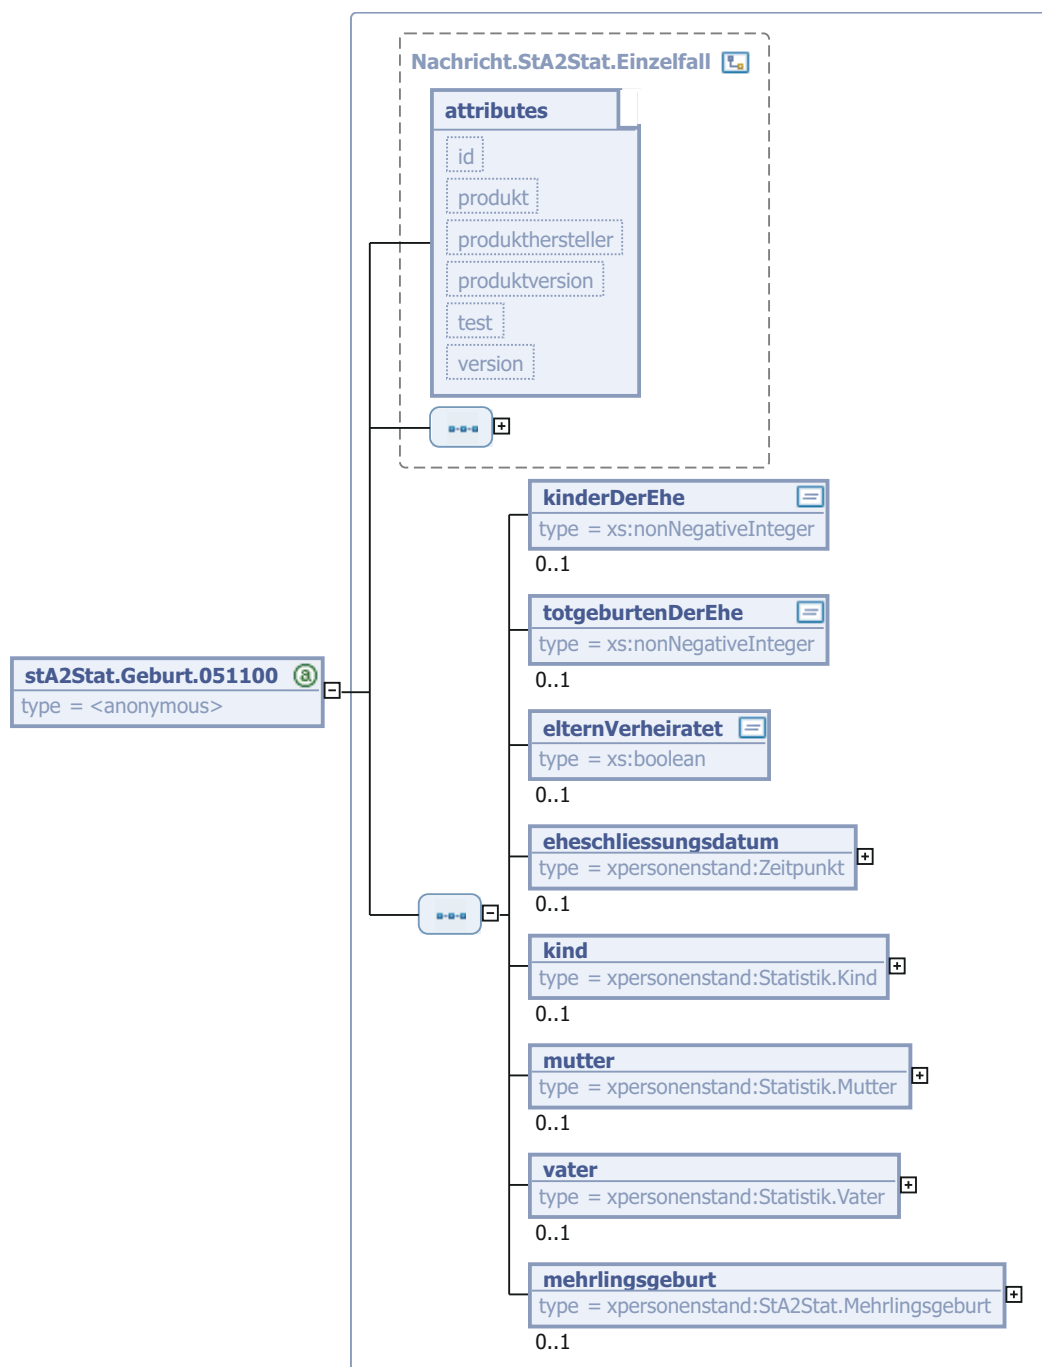 Nachricht.StA2Stat.Einzelfall
attributes
id
produkt
produkthersteller
produktversion
test
version
kinderDerEhe
type = xs:nonNegativeInteger
0..1
totgeburtenDerEhe
type = xs:nonNegativeInteger
0..1
stA2Stat.Geburt.051100 a
type = <anonymous>
elternVerheiratet
type = xs:boolean
0..1
eheschliessungsdatum
type = xpersonenstand:Zeitpunkt
0..1
kind
type = xpersonenstand:Statistik.Kind
0..1
mutter
type = xpersonenstand:Statistik.Mutter
0..1
vater
type = xpersonenstand:Statistik.Vater
0..1
mehrlingsgeburt
type = xpersonenstand:StA2Stat.Mehrlingsgeburt
0..1